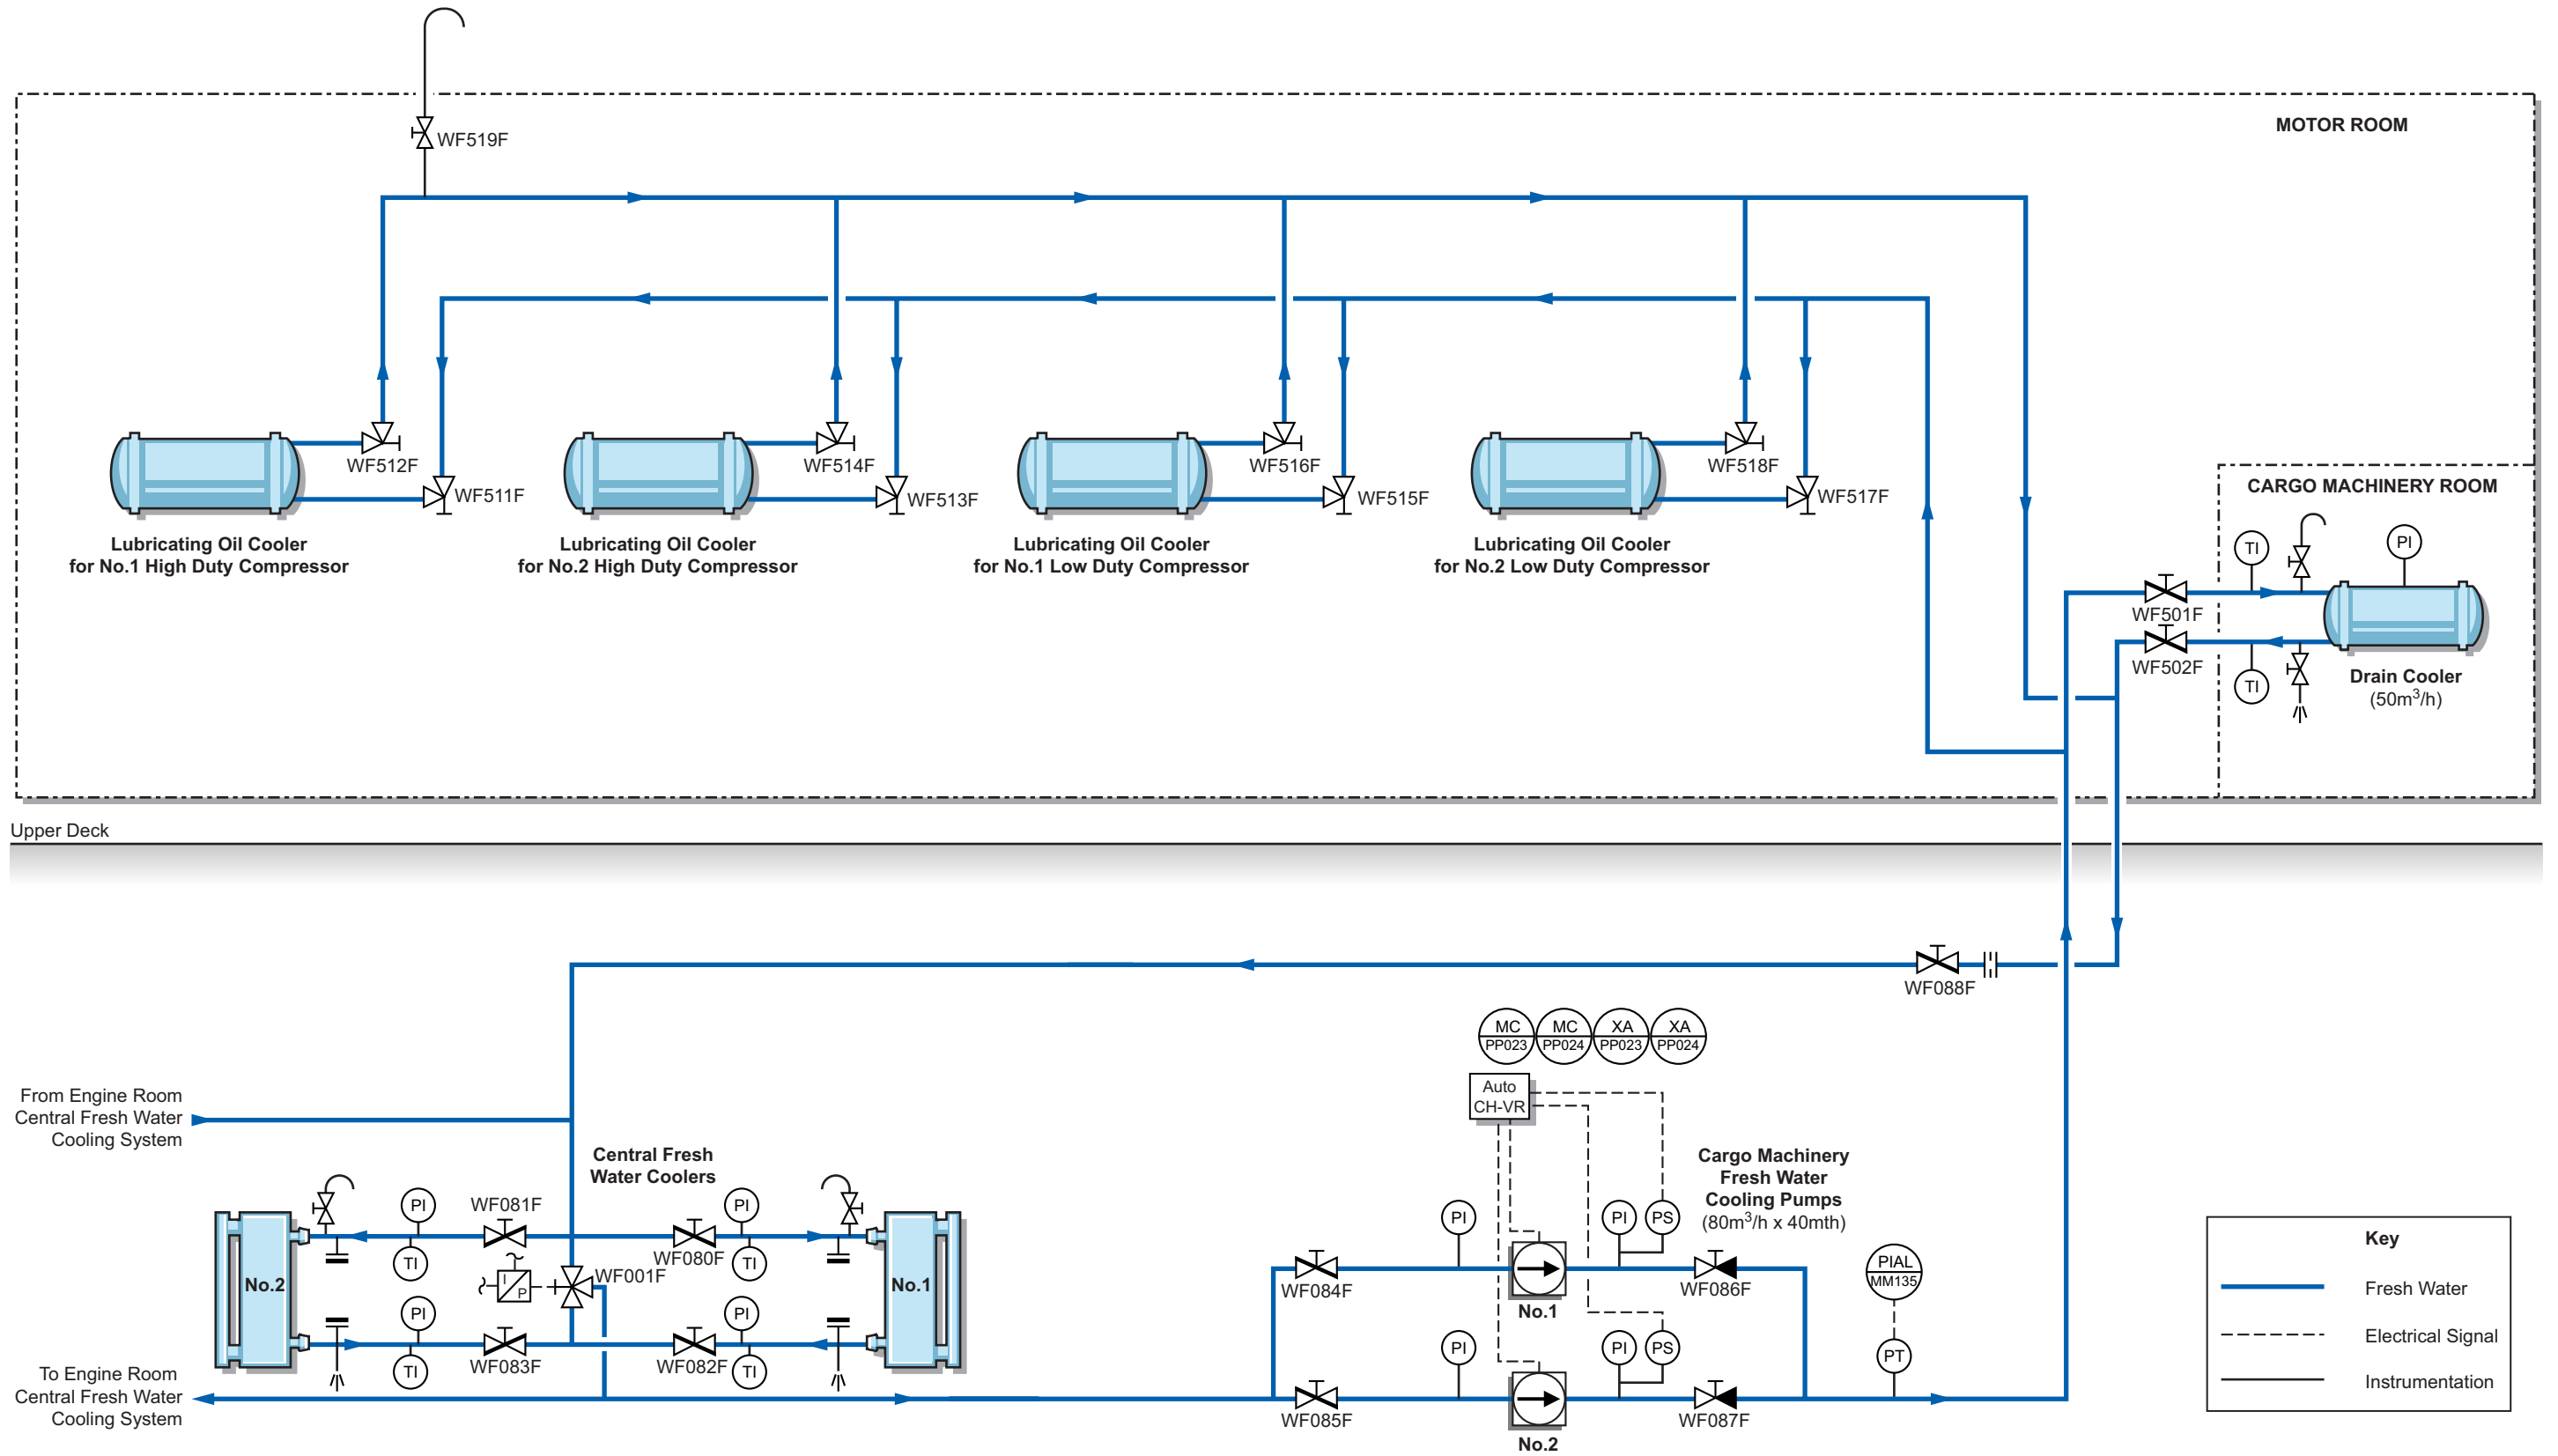 WF519F
MOTOR ROOM
WF512F
WF511F
WF514F
WF513F
WF516F
WF515F
WF518F
WF517F
Lubricating Oil Cooler
for No.1 High Duty Compressor
Lubricating Oil Cooler
for No.2 High Duty Compressor
Lubricating Oil Cooler
for No.1 Low Duty Compressor
Lubricating Oil Cooler
for No.2 Low Duty Compressor
CARGO MACHINERY ROOM
TI
PI
WF501F
WF502F
TI
Drain Cooler
(50m³/h)
Upper Deck
WF088F
MC
PP023
MC
PP024
XA
PP023
XA
PP024
Auto
CH-VR
From Engine Room
Central Fresh Water
Cooling System
Central Fresh
Water Coolers
PI
WF081F
PI
TI
WF080F
TI
No.2
I
P
WF001F
No.1
PI
PI
TI
WF083F
WF082F
TI
To Engine Room
Central Fresh Water
Cooling System
Cargo Machinery
Fresh Water
Cooling Pumps
(80m³/h x 40mth)
PI
PI
PS
WF084F
No.1
WF086F
PI
PI
PS
WF085F
No.2
WF087F
PIAL
MM135
PT
Key
Fresh Water
Electrical Signal
Instrumentation